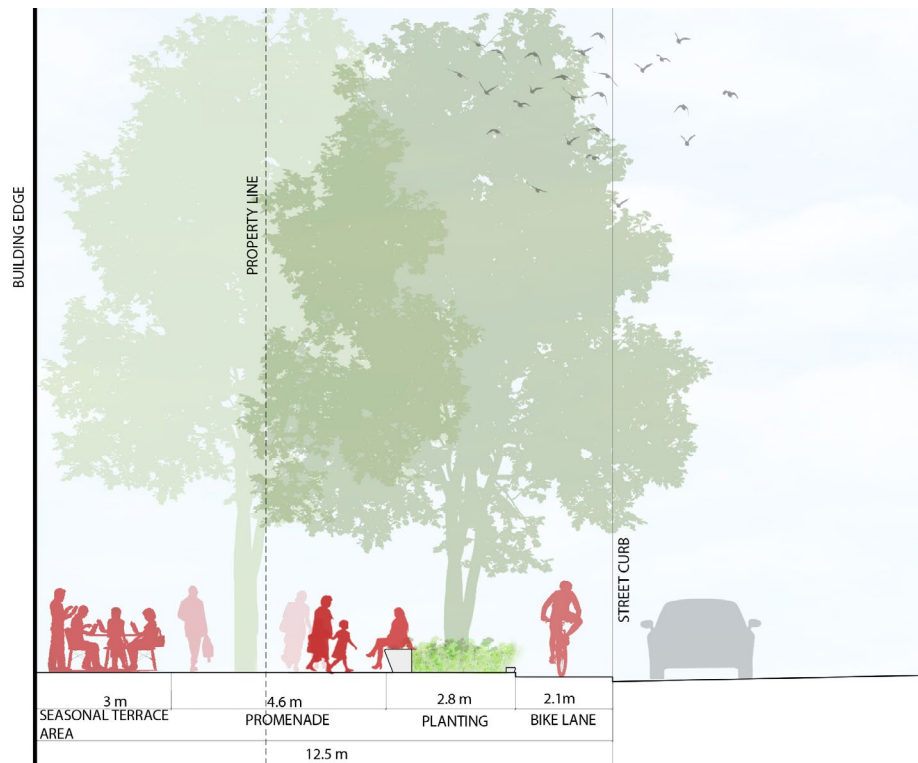 BUILDING EDGE
PROPERTY LINE
STREET CURB
3 m
4.6 m
2.8 m
2.1m
SEASONAL TERRACE
AREA
PROMENADE
PLANTING
BIKE LANE
12.5 m